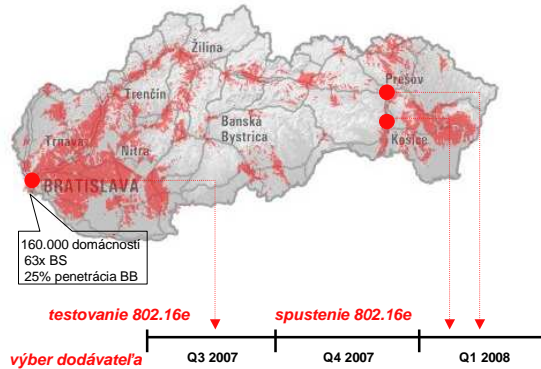 Žilina
Prešov
Trenčín
Banská
Bystrica
Košice
Trnava
Nitra
BRATISLAVA
160.000 domácností
63x BS
25% penetrácia BB
testovanie 802.16e
spustenie 802.16e
výber dodávateľa
Q3 2007
Q4 2007
Q1 2008